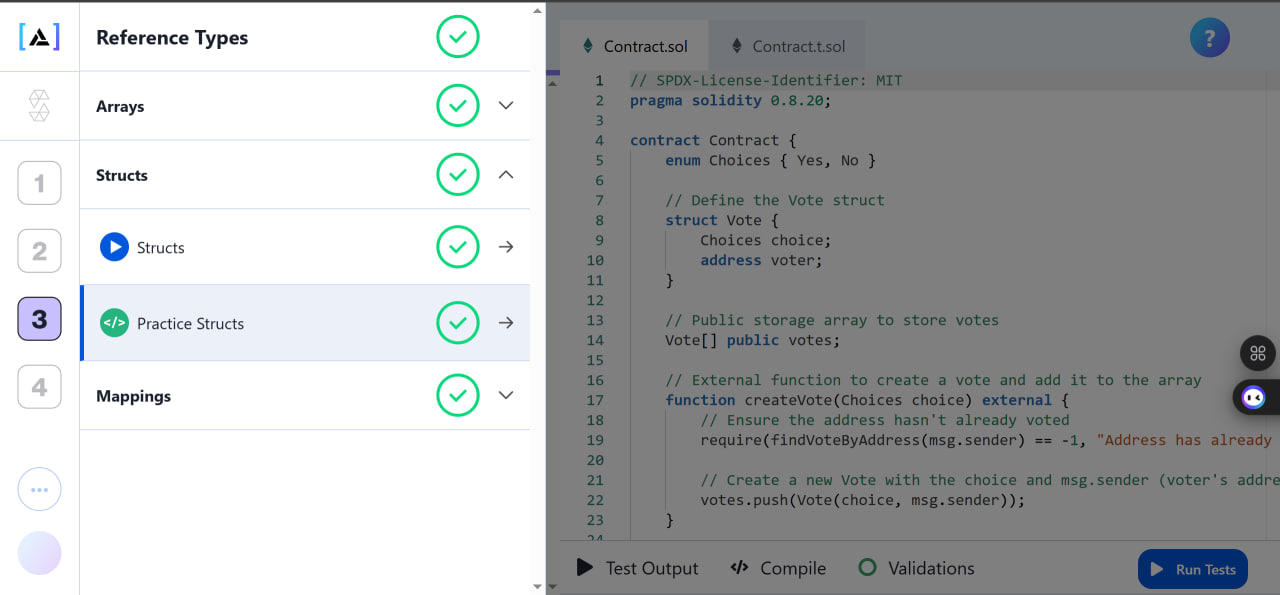 Reference Types
Arrays
Structs
Structs
</> Practice Structs
Mappings
1
2
3
4
Contract.sol
Contract.t.sol
?
1 // SPDX-License-Identifier: MIT
2 pragma solidity 0.8.20;
3
4 contract Contract {
5 enum Choices { Yes, No }
6
7 // Define the Vote struct
8 struct Vote {
9 Choices choice;
10 address voter;
11 }
12
13 // Public storage array to store votes
14 Vote[] public votes;
15
16 // External function to create a vote and add it to the array
17 function createVote(Choices choice) external {
18 // Ensure the address hasn't already voted
19 require(findVoteByAddress(msg.sender) == -1, "Address has already
20
21 // Create a new Vote with the choice and msg.sender (voter's addre
22 votes.push(Vote(choice, msg.sender));
23 }
24
Test Output
</> Compile
Validations
Run Tests